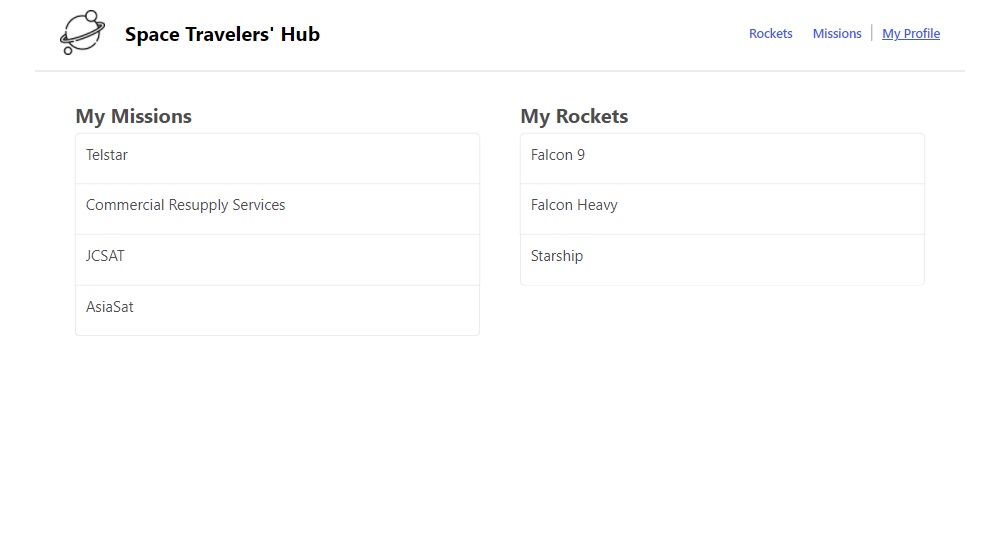 Space Travelers' Hub
Rockets
Missions
My Profile
My Missions
Telstar
Commercial Resupply Services
JCSAT
AsiaSat
My Rockets
Falcon 9
Falcon Heavy
Starship